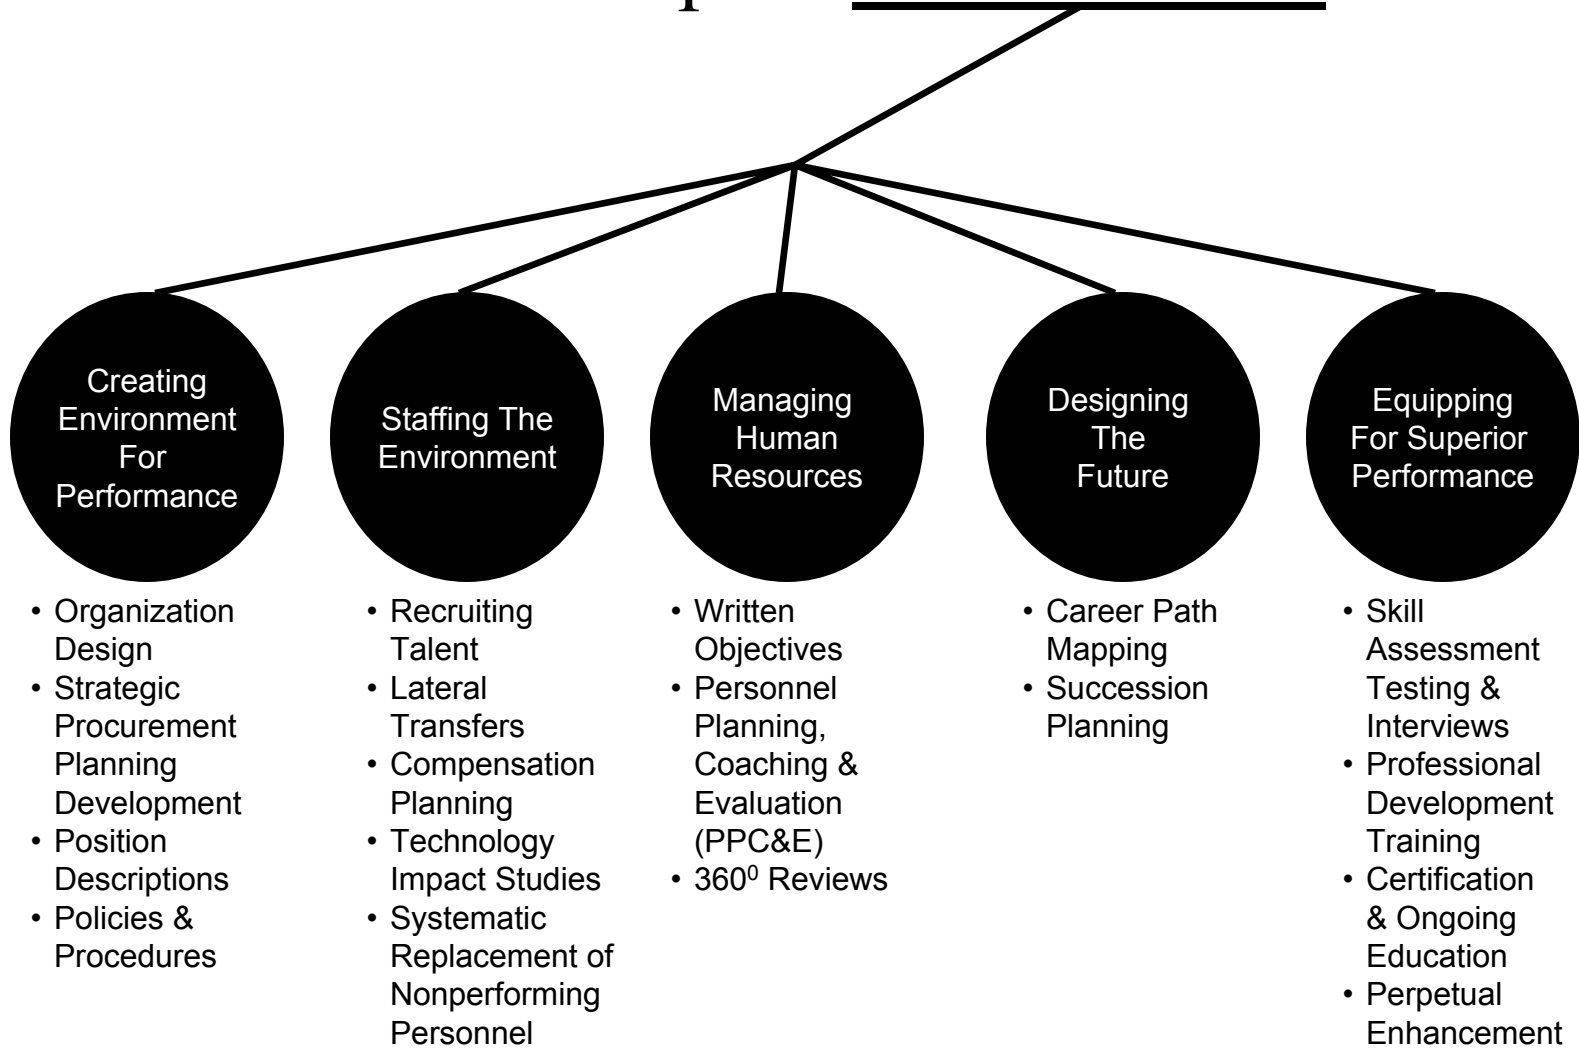 Creating
Environment
For
Performance
• Organization
Design
• Strategic
Procurement
Planning
Development
• Position
Descriptions
• Policies &
Procedures
Staffing The
Environment
• Recruiting
Talent
• Lateral
Transfers
• Compensation
Planning
• Technology
Impact Studies
• Systematic
Replacement of
Nonperforming
Personnel
Managing
Human
Resources
• Written
Objectives
• Personnel
Planning,
Coaching &
Evaluation
(PPC&E)
• 360⁰ Reviews
Designing
The
Future
• Career Path
Mapping
• Succession
Planning
Equipping
For Superior
Performance
• Skill
Assessment
Testing &
Interviews
• Professional
Development
Training
• Certification
& Ongoing
Education
• Perpetual
Enhancement